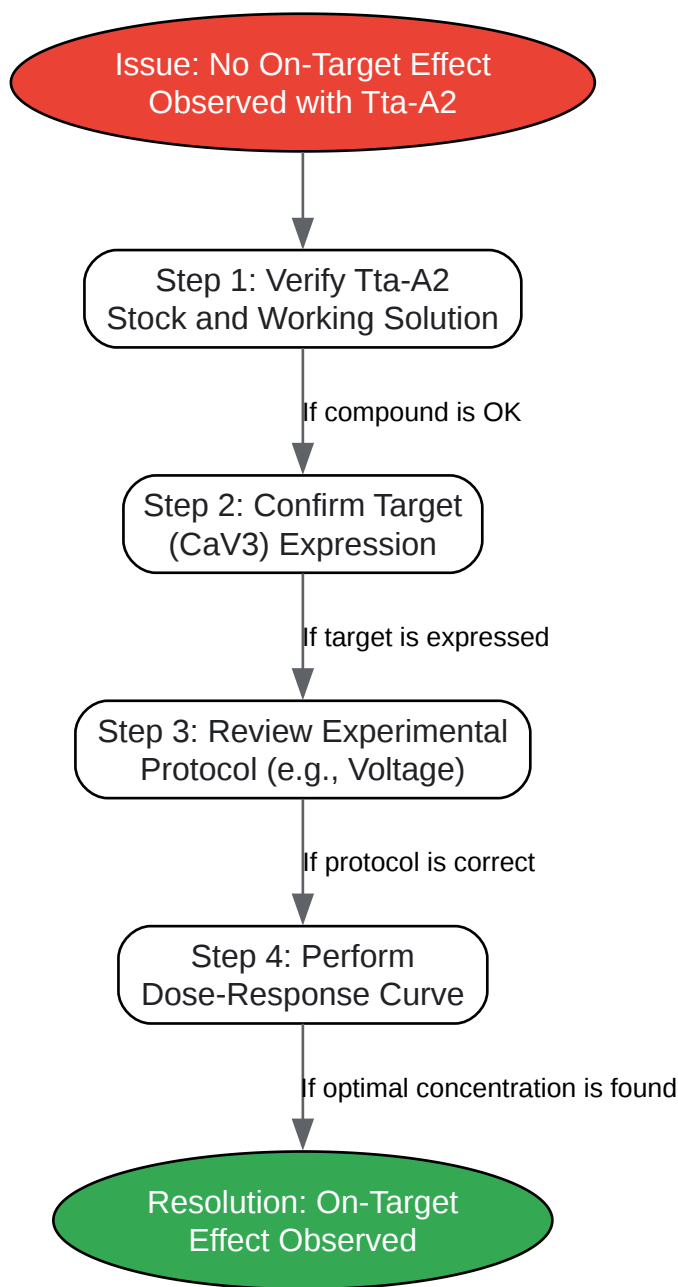 Issue: No On-Target Effect
Observed with Tta-A2
Step 1: Verify Tta-A2
Stock and Working Solution
If compound is OK
Step 2: Confirm Target
(CaV3) Expression
If target is expressed
Step 3: Review Experimental
Protocol (e.g., Voltage)
If protocol is correct
Step 4: Perform
Dose-Response Curve
If optimal concentration is found
Resolution: On-Target
Effect Observed